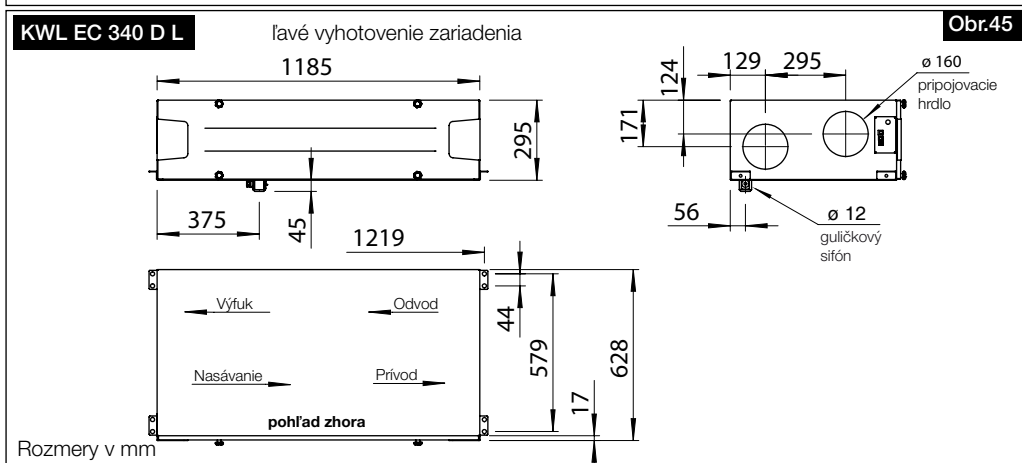 KWL EC 340 D L
ľavé vyhotovenie zariadenia
Obr.45
1185
295
375
45
129
295
124
171
ø 160
pripojovacie
hrdlo
56
ø 12
guličkový
sifón
1219
Výfuk
Odvod
Nasávanie
Prívod
pohľad zhora
44
579
628
17
Rozmery v mm